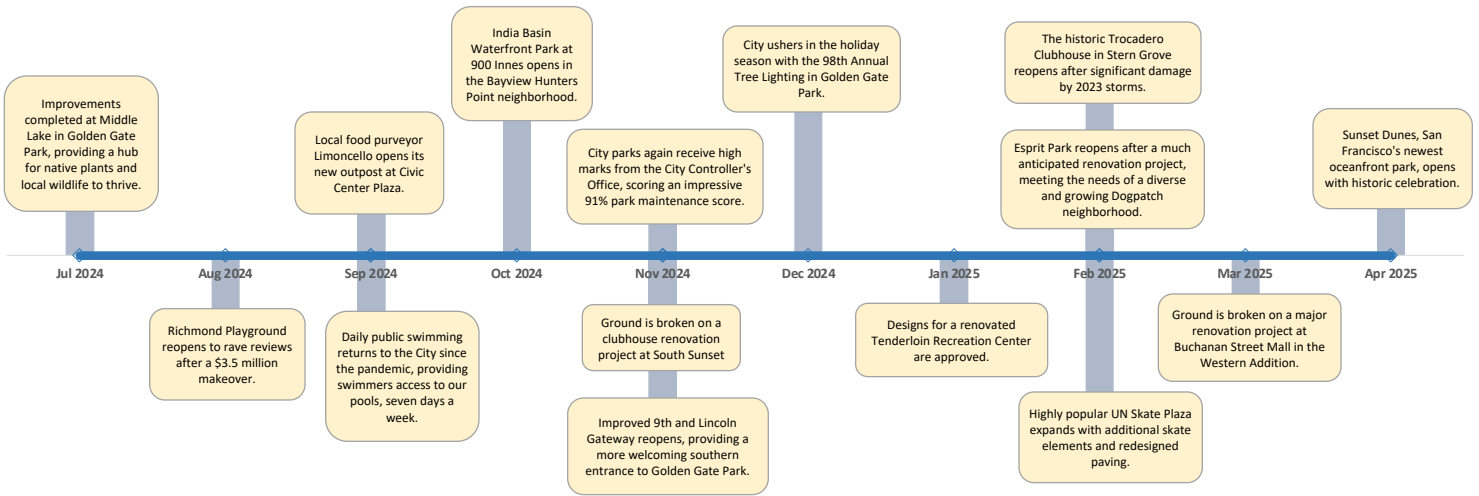 Improvements
completed at Middle
Lake in Golden Gate
Park, providing a hub
for native plants and
local wildlife to thrive.
Local food purveyor
Limoncello opens its
new outpost at Civic
Center Plaza.
India Basin
Waterfront Park at
900 Innes opens in
the Bayview Hunters
Point neighborhood.
City parks again receive high
marks from the City Controller's
Office, scoring an impressive
91% park maintenance score.
City ushers in the holiday
season with the 98th Annual
Tree Lighting in Golden Gate
Park.
The historic Trocadero
Clubhouse in Stern Grove
reopens after significant damage
by 2023 storms.
Esprit Park reopens after a much
anticipated renovation project,
meeting the needs of a diverse
and growing Dogpatch
neighborhood.
Sunset Dunes, San
Francisco's newest
oceanfront park, opens
with historic celebration.
Jul 2024
Aug 2024
Sep 2024
Oct 2024
Nov 2024
Dec 2024
Jan 2025
Feb 2025
Mar 2025
Apr 2025
Richmond Playground
reopens to rave reviews
after a $3.5 million
makeover.
Daily public swimming
returns to the City since
the pandemic, providing
swimmers access to our
pools, seven days a
week.
Ground is broken on a
clubhouse renovation
project at South Sunset
Improved 9th and Lincoln
Gateway reopens, providing a
more welcoming southern
entrance to Golden Gate Park.
Designs for a renovated
Tenderloin Recreation Center
are approved.
Highly popular UN Skate Plaza
expands with additional skate
elements and redesigned
paving.
Ground is broken on a major
renovation project at
Buchanan Street Mall in the
Western Addition.